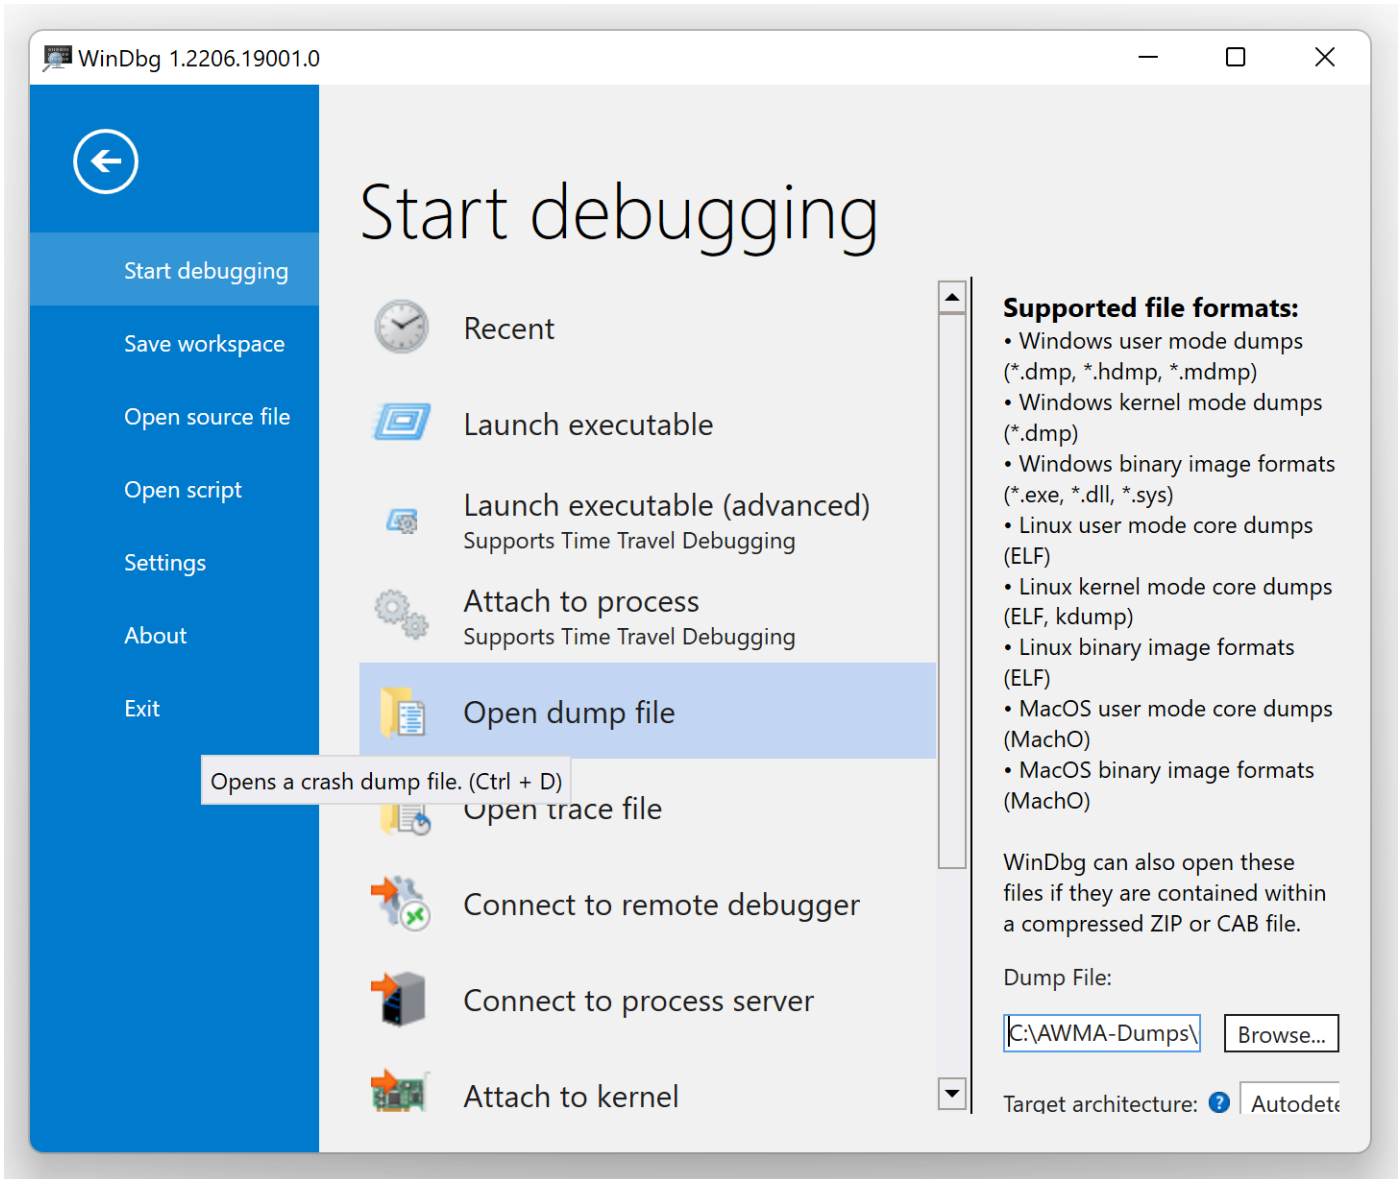 WinDbg 1.2206.19001.0
Start debugging
Save workspace
Open source file
Open script
Settings
About
Exit
Start debugging
Recent
Launch executable
Launch executable (advanced)
Supports Time Travel Debugging
Attach to process
Supports Time Travel Debugging
Open dump file
Opens a crash dump file. (Ctrl + D)
Open trace file
Connect to remote debugger
Connect to process server
Attach to kernel
Supported file formats:
• Windows user mode dumps
(*.dmp, *.hdmp, *.mdmp)
• Windows kernel mode dumps
(*.dmp)
• Windows binary image formats
(*.exe, *.dll, *.sys)
• Linux user mode core dumps
(ELF)
• Linux kernel mode core dumps
(ELF, kdump)
• Linux binary image formats
(ELF)
• MacOS user mode core dumps
(MachO)
• MacOS binary image formats
(MachO)
WinDbg can also open these
files if they are contained within
a compressed ZIP or CAB file.
Dump File:
C:\AWMA-Dumps\
Browse...
Target architecture: ? Autodete